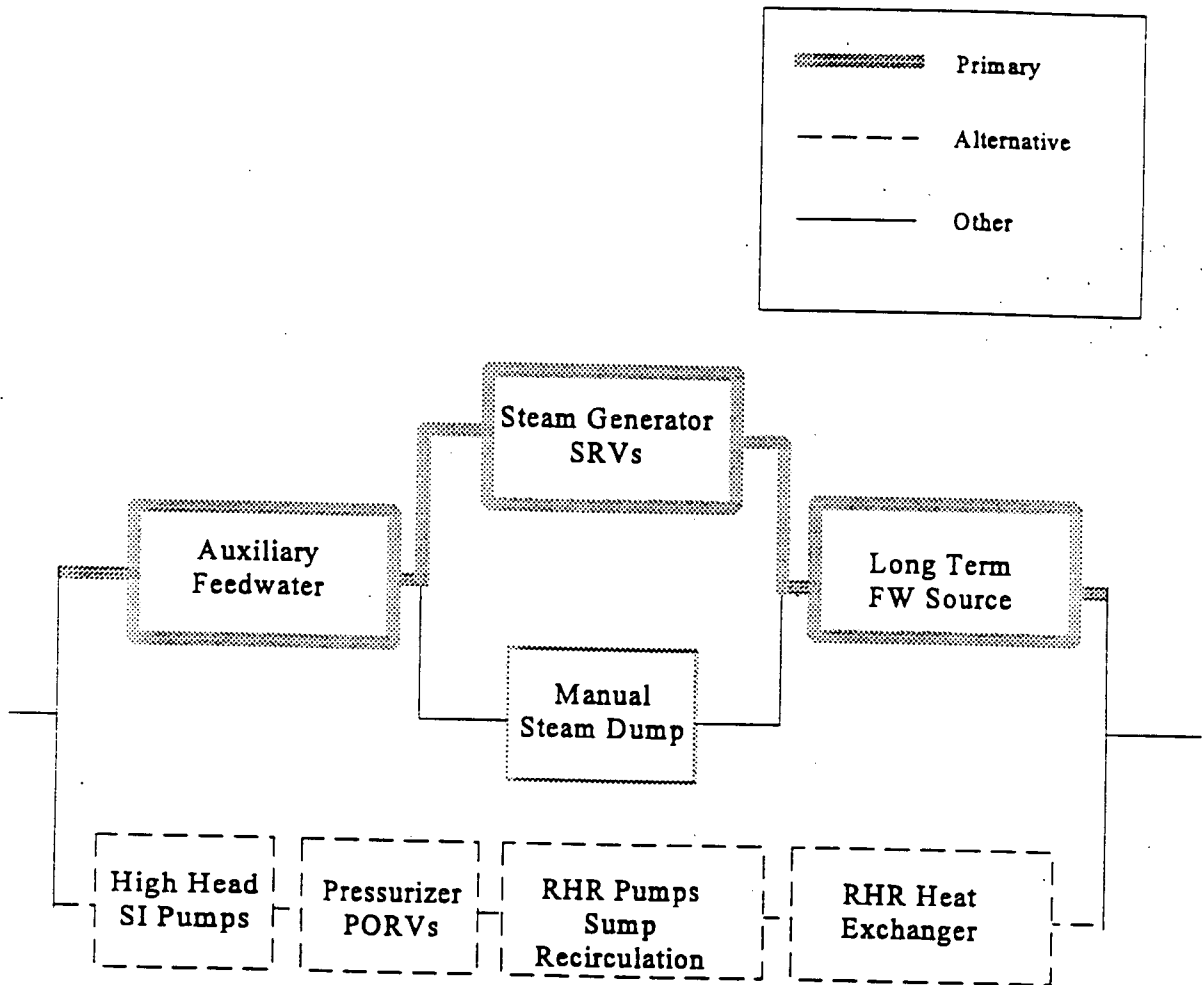 Primary
Alternative
Other
Steam Generator
SRVs
Auxiliary
Feedwater
Long Term
FW Source
Manual
Steam Dump
High Head
SI Pumps
Pressurizer
PORVs
RHR Pumps
Sump
Recirculation
RHR Heat
Exchanger